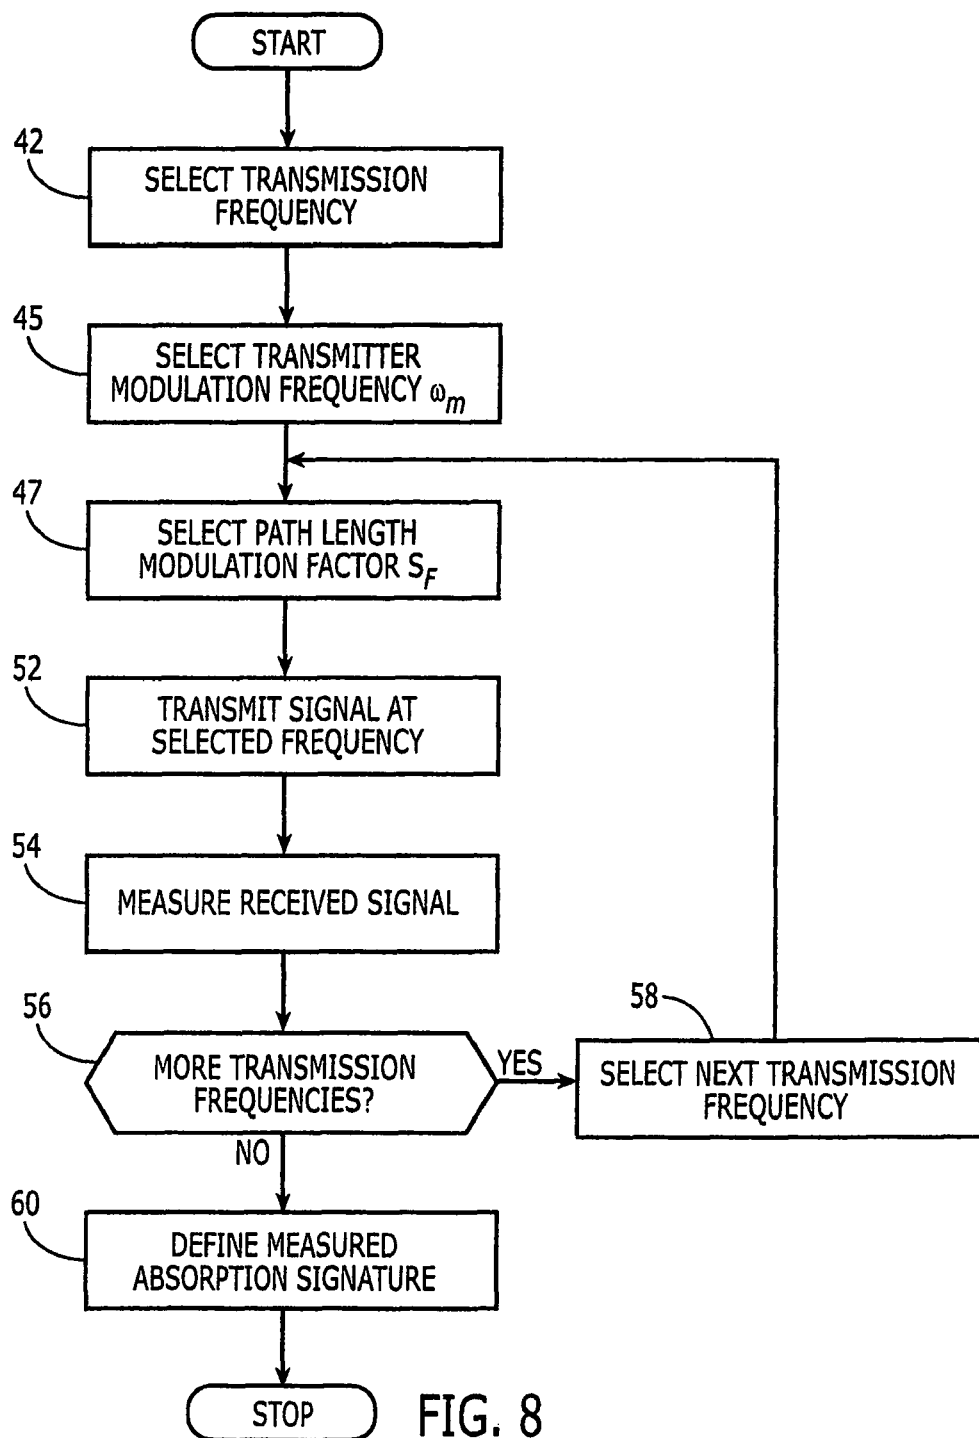 START
42
SELECT TRANSMISSION
FREQUENCY
45
SELECT TRANSMITTER
MODULATION FREQUENCY ωm
47
SELECT PATH LENGTH
MODULATION FACTOR SF
52
TRANSMIT SIGNAL AT
SELECTED FREQUENCY
54
MEASURE RECEIVED SIGNAL
56
MORE TRANSMISSION
FREQUENCIES?
YES
58
SELECT NEXT TRANSMISSION
FREQUENCY
NO
60
DEFINE MEASURED
ABSORPTION SIGNATURE
STOP
FIG. 8